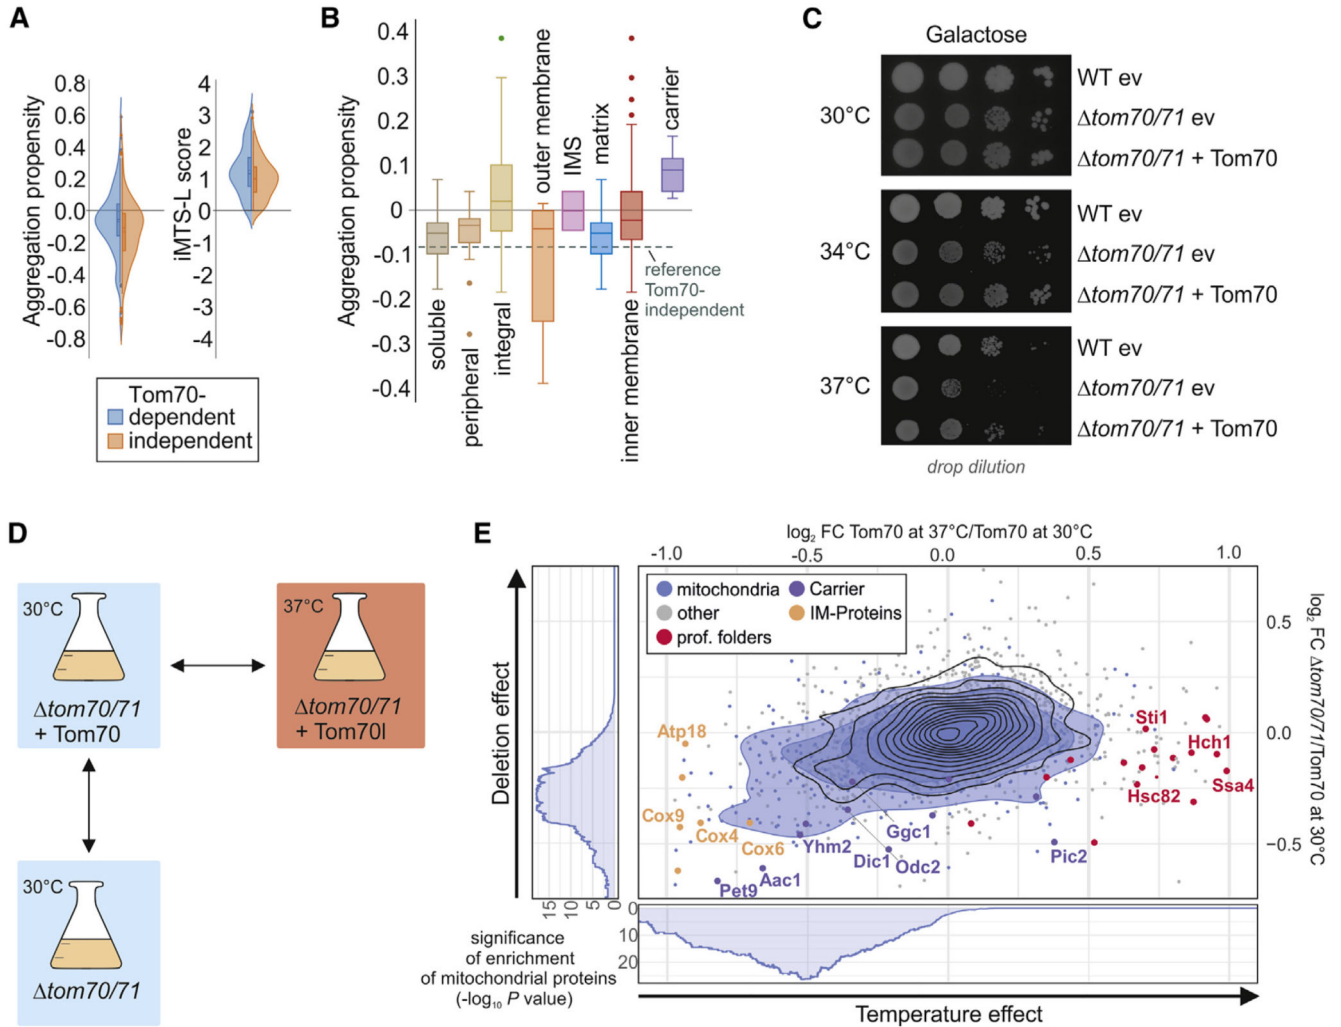 A
Aggregation propensity
0.8
0.6
0.4
0.2
0.0
-0.2
-0.4
-0.6
-0.8
iMTS-L score
4
3
2
1
0
-1
-2
-3
-4
Tom70-
dependent
independent
B
Aggregation propensity
0.4
0.3
0.2
0.1
0
-0.1
-0.2
-0.3
-0.4
soluble
peripheral
integral
outer membrane
IMS
matrix
inner membrane
carrier
reference
Tom70-
independent
C
Galactose
30°C
WT ev
Δtom70/71 ev
Δtom70/71 + Tom70
34°C
WT ev
Δtom70/71 ev
Δtom70/71 + Tom70
37°C
WT ev
Δtom70/71 ev
Δtom70/71 + Tom70
drop dilution
D
30°C
Δtom70/71
+ Tom70
37°C
Δtom70/71
+ Tom70l
30°C
Δtom70/71
E
log₂ FC Tom70 at 37°C/Tom70 at 30°C
-1.0 -0.5 0.0 0.5 1.0
mitochondria
other
prof. folders
Carrier
IM-Proteins
Deletion effect
Atp18
Cox9
Cox4
Cox6
Yhm2
Pet9
Aac1
Ggc1
Dic1
Odc2
Pic2
Sti1
Hch1
Hsc82
Ssa4
0.5
0.0
−0.5
log₂ FC Δtom70/71/Tom70 at 30°C
15 10 5 0
0
10
20
significance
of enrichment
of mitochondrial proteins
(-log₁₀ P value)
Temperature effect